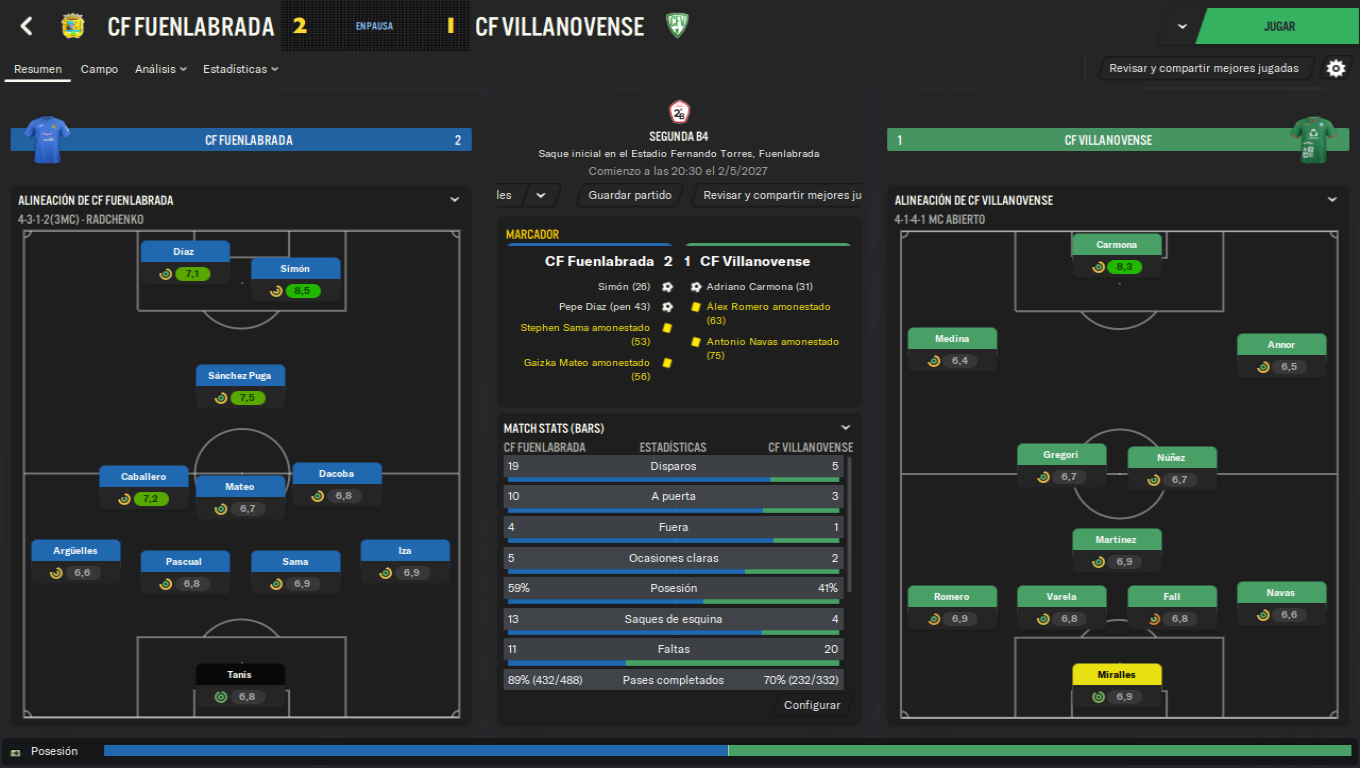 CF FUENLABRADA 2 EN PAUSA 1 CF VILLANOVENSE
JUGAR
Resumen Campo Análisis Estadísticas
Revisar y compartir mejores jugadas
CF FUENLABRADA 2
ALINEACIÓN DE CF FUENLABRADA
4-3-1-2(3MC) - RADCHENKO
Díaz
7,1
Simón
8,5
Sánchez Puga
7,5
Caballero
7,2
Mateo
6,7
Dacoba
6,8
Argüelles
6,6
Pascual
6,8
Sama
6,9
Iza
6,9
Tanis
6,8
2B
SEGUNDA B4
Saque inicial en el Estadio Fernando Torres, Fuenlabrada
Comienzo a las 20:30 el 2/5/2027
les
Guardar partido
Revisar y compartir mejores ju
MARCADOR
CF Fuenlabrada 2 1 CF Villanovense
Simón (26)
Pepe Díaz (pen 43)
Stephen Sama amonestado
(53)
Gaizka Mateo amonestado
(56)
Adriano Carmona (31)
Álex Romero amonestado
(63)
Antonio Navas amonestado
(75)
MATCH STATS (BARS)
CF FUENLABRADA ESTADÍSTICAS CF VILLANOVENSE
19 Disparos 5
10 A puerta 3
4 Fuera 1
5 Ocasiones claras 2
59% Posesión 41%
13 Saques de esquina 4
11 Faltas 20
89% (432/488) Pases completados 70% (232/332)
Configurar
1 CF VILLANOVENSE
ALINEACIÓN DE CF VILLANOVENSE
4-1-4-1 MC ABIERTO
Carmona
8,3
Medina
6,4
Annor
6,5
Gregori
6,7
Núñez
6,7
Martínez
6,9
Romero
6,9
Varela
6,8
Fall
6,8
Navas
6,6
Miralles
6,9
Posesión